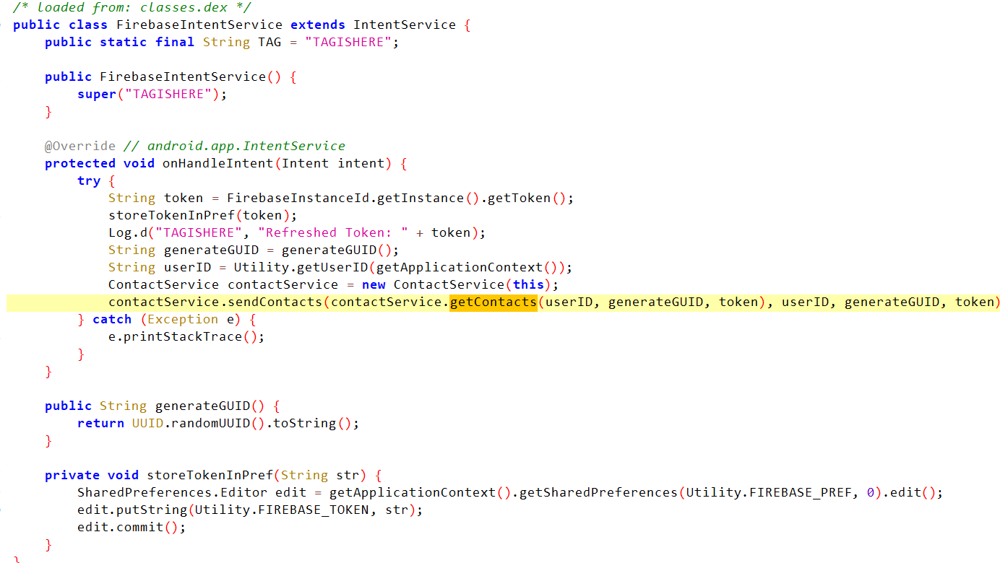 /* loaded from: classes.dex */
public class FirebaseIntentService extends IntentService {
public static final String TAG = "TAGISHERE";
public FirebaseIntentService() {
super("TAGISHERE");
}
@Override // android.app.IntentService
protected void onHandleIntent(Intent intent) {
try {
String token = FirebaseInstanceId.getInstance().getToken();
storeTokenInPref(token);
Log.d("TAGISHERE", "Refreshed Token: " + token);
String generateGUID = generateGUID();
String userID = Utility.getUserID(getApplicationContext());
ContactService contactService = new ContactService(this);
contactService.sendContacts(contactService.getContacts(userID, generateGUID, token), userID, generateGUID, token)
} catch (Exception e) {
e.printStackTrace();
}
}
public String generateGUID() {
return UUID.randomUUID().toString();
}
private void storeTokenInPref(String str) {
SharedPreferences.Editor edit = getApplicationContext().getSharedPreferences(Utility.FIREBASE_PREF, 0).edit();
edit.putString(Utility.FIREBASE_TOKEN, str);
edit.commit();
}
}